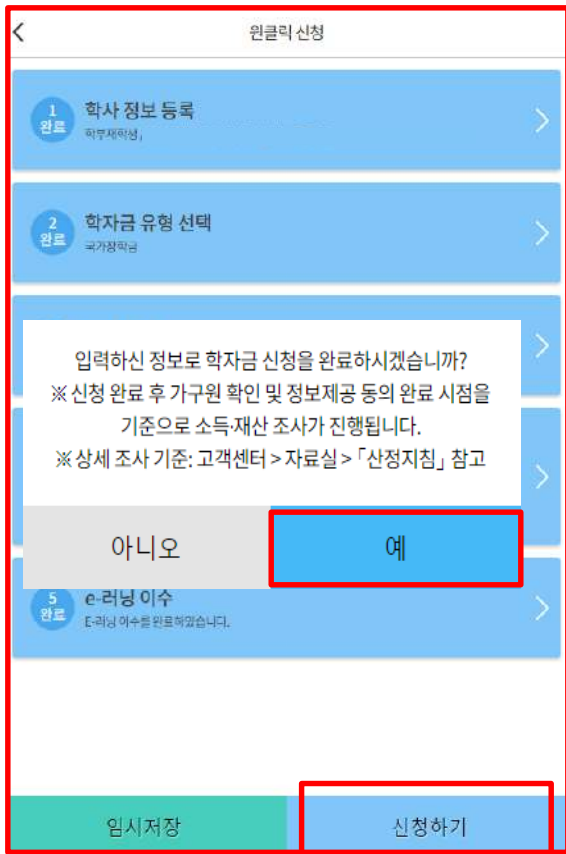 원클릭 신청
1
완료
학사 정보 등록
학부재학생」
2
완료
학자금 유형 선택
국가장학금
입력하신 정보로 학자금 신청을 완료하시겠습니까?
※ 신청 완료 후 가구원 확인 및 정보제공 동의 완료 시점을
기준으로 소득·재산 조사가 진행됩니다.
※ 상세 조사 기준: 고객센터 > 자료실 > 「산정지침」 참고
아니오
예
5
완료
e-러닝 이수
E-러닝 이수를 완료하였습니다.
임시저장
신청하기